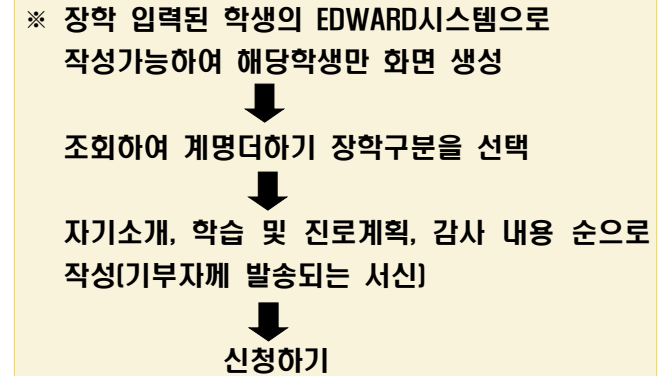 ※ 장학 입력된 학생의 EDWARD시스템으로
작성가능하여 해당학생만 화면 생성
조회하여 계명더하기 장학구분을 선택
자기소개, 학습 및 진로계획, 감사 내용 순으로
작성(기부자께 발송되는 서신)
신청하기